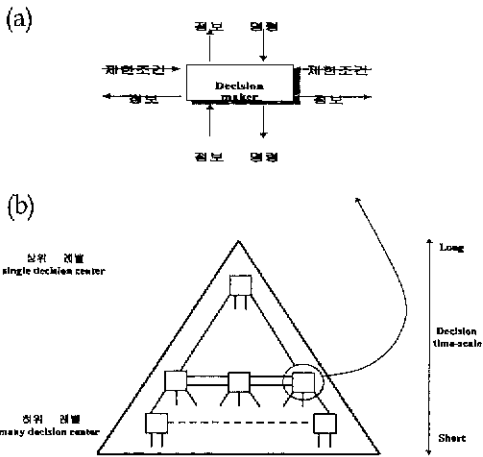 (a)
정보 명령
제한조건 제한조건
Decision
maker
정보 정보
정보 명령
(b)
Long
상위 레벨
single decision center
Decision
time-scale
하위 레벨
many decision center
Short